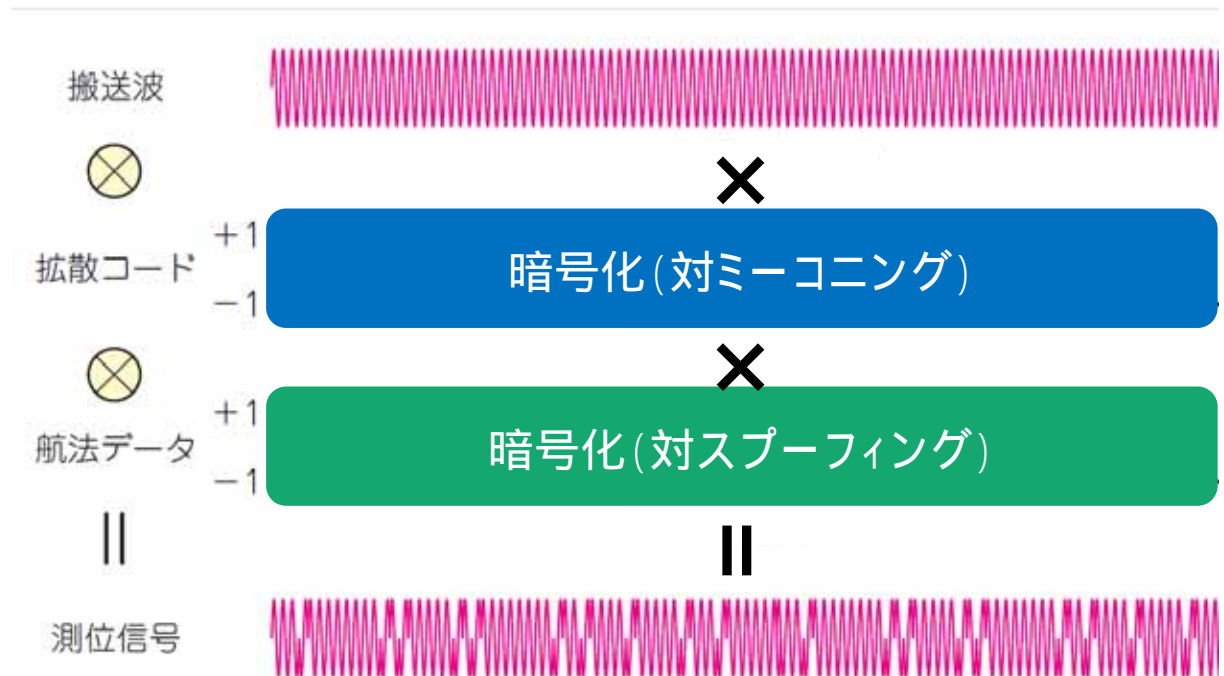 搬送波
×
+1
拡散コード
暗号化(対ミーコニング)
−1
×
+1
航法データ
暗号化(対スプーフィング)
−1
=
測位信号